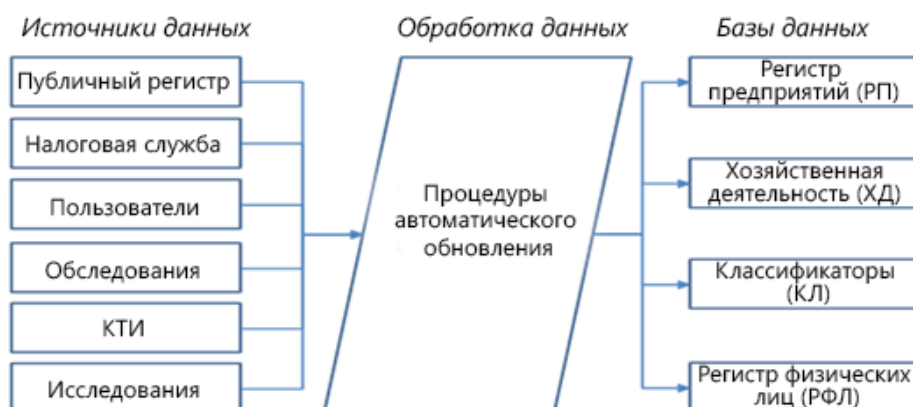 Источники данных
Обработка данных
Базы данных
Публичный регистр
Налоговая служба
Пользователи
Обследования
КТИ
Исследования
Процедуры
автоматического
обновления
Регистр
предприятий (РП)
Хозяйственная
деятельность (ХД)
Классификаторы
(КЛ)
Регистр физических
лиц (РФЛ)